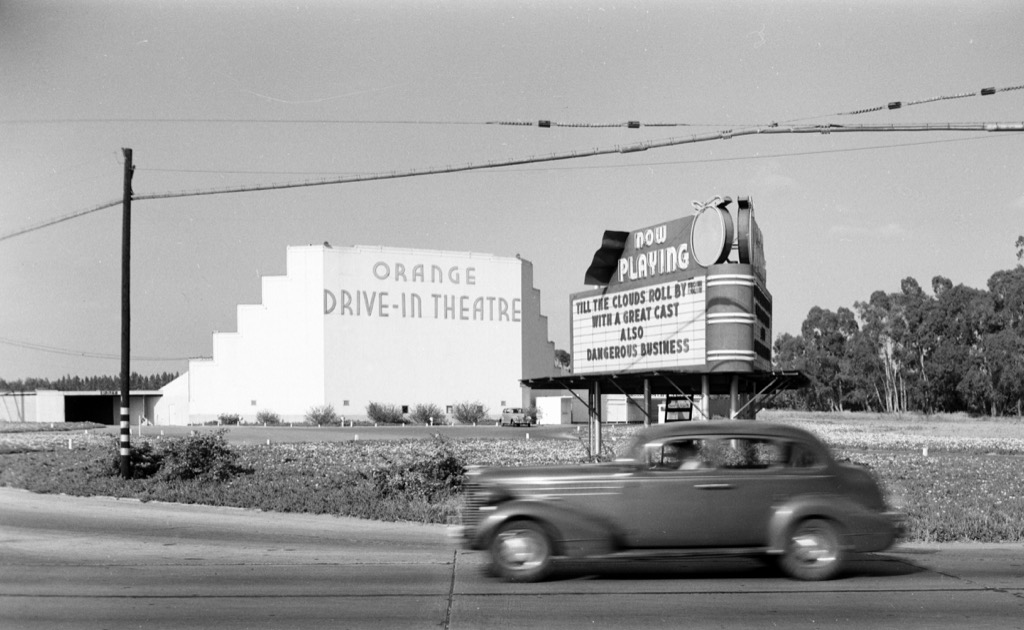 ORANGE
DRIVE-IN THEATRE
NOW
PLAYING
TILL THE CLOUDS ROLL BY
WITH A GREAT CAST
ALSO
DANGEROUS BUSINESS